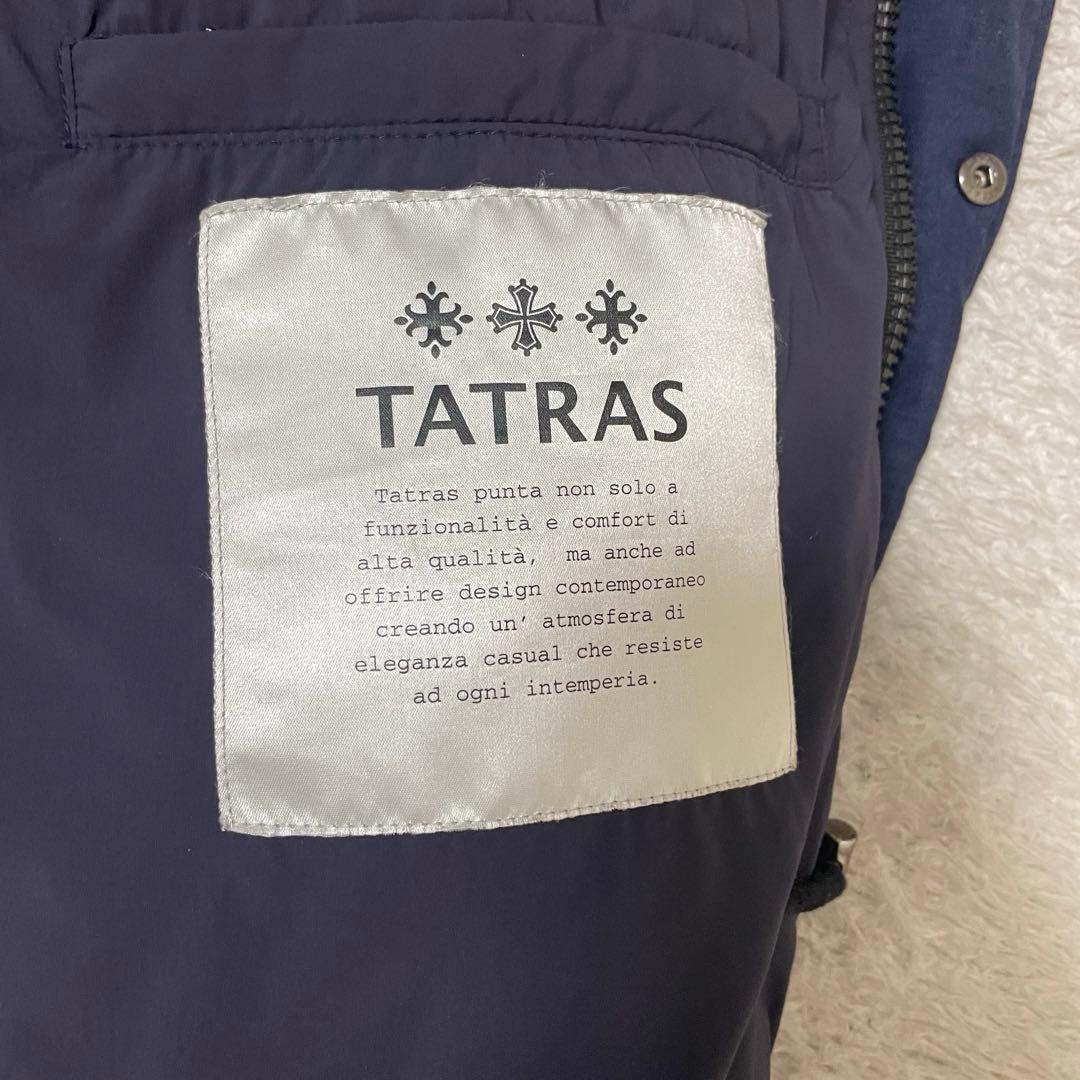 TATRAS
Tatras punta non solo a
funzionalità e comfort di
alta qualità, ma anche ad
offrire design contemporaneo
creando un' atmosfera di
eleganza casual che resiste
ad ogni intemperia.